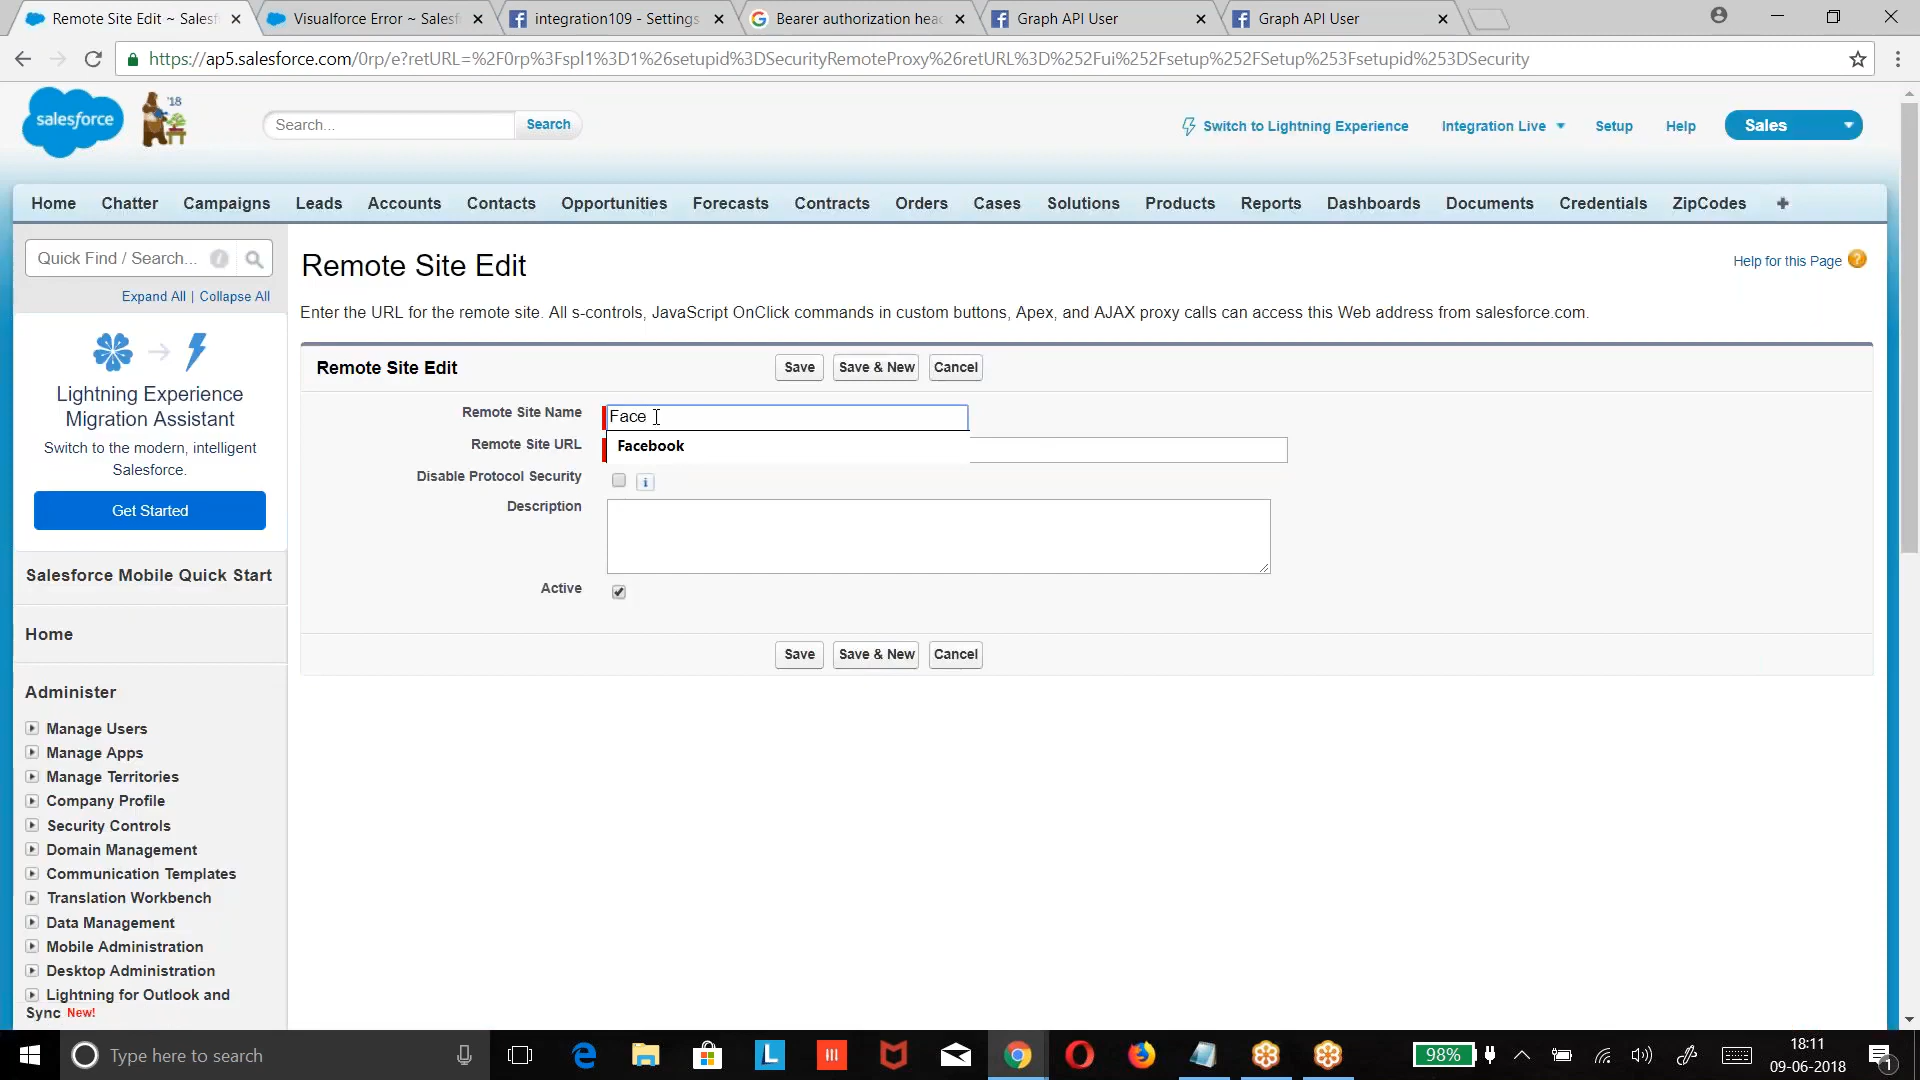 Remote Site Edit ~ Salesf
Visualforce Error ~ Salesf
integration109 - Settings
Bearer authorization hea
Graph API User
Graph API User
https://ap5.salesforce.com/0rp/e?retURL=%2F0rp%3Fspl1%3D1%26setupid%3DSecurityRemoteProxy%26retURL%3D%252Fui%252Fsetup%252FSetup%253Fsetupid%253DSecurity
salesforce
'18
Search...
Search
Switch to Lightning Experience
Integration Live
Setup
Help
Sales
Home
Chatter
Campaigns
Leads
Accounts
Contacts
Opportunities
Forecasts
Contracts
Orders
Cases
Solutions
Products
Reports
Dashboards
Documents
Credentials
ZipCodes
+
Quick Find / Search...
Expand All | Collapse All
Lightning Experience
Migration Assistant
Switch to the modern, intelligent
Salesforce.
Get Started
Salesforce Mobile Quick Start
Home
Administer
Manage Users
Manage Apps
Manage Territories
Company Profile
Security Controls
Domain Management
Communication Templates
Translation Workbench
Data Management
Mobile Administration
Desktop Administration
Lightning for Outlook and
Sync New!
Remote Site Edit
Help for this Page
Enter the URL for the remote site. All s-controls, JavaScript OnClick commands in custom buttons, Apex, and AJAX proxy calls can access this Web address from salesforce.com.
Remote Site Edit
Save
Save & New
Cancel
Remote Site Name
Face
Facebook
Remote Site URL
Disable Protocol Security
i
Description
Active
Save
Save & New
Cancel
Type here to search
98%
18:11
09-06-2018
1